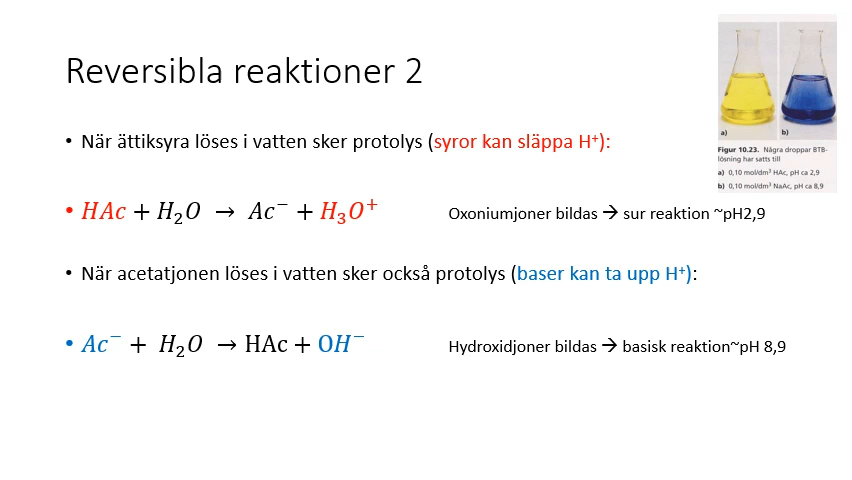 Reversibla reaktioner 2
• När ättiksyra löses i vatten sker protolys (syror kan släppa H⁺):
• HAc + H₂O → Ac⁻ + H₃O⁺ Oxoniumjoner bildas → sur reaktion ~pH2,9
• När acetatjonen löses i vatten sker också protolys (baser kan ta upp H⁺):
• Ac⁻ + H₂O → HAc + OH⁻ Hydroxidjoner bildas → basisk reaktion~pH 8,9
a) b)
Figur 10.23. Några droppar BTB-
lösning har satts till
a) 0,10 mol/dm³ HAc, pH ca 2,9
b) 0,10 mol/dm³ NaAc, pH ca 8,9